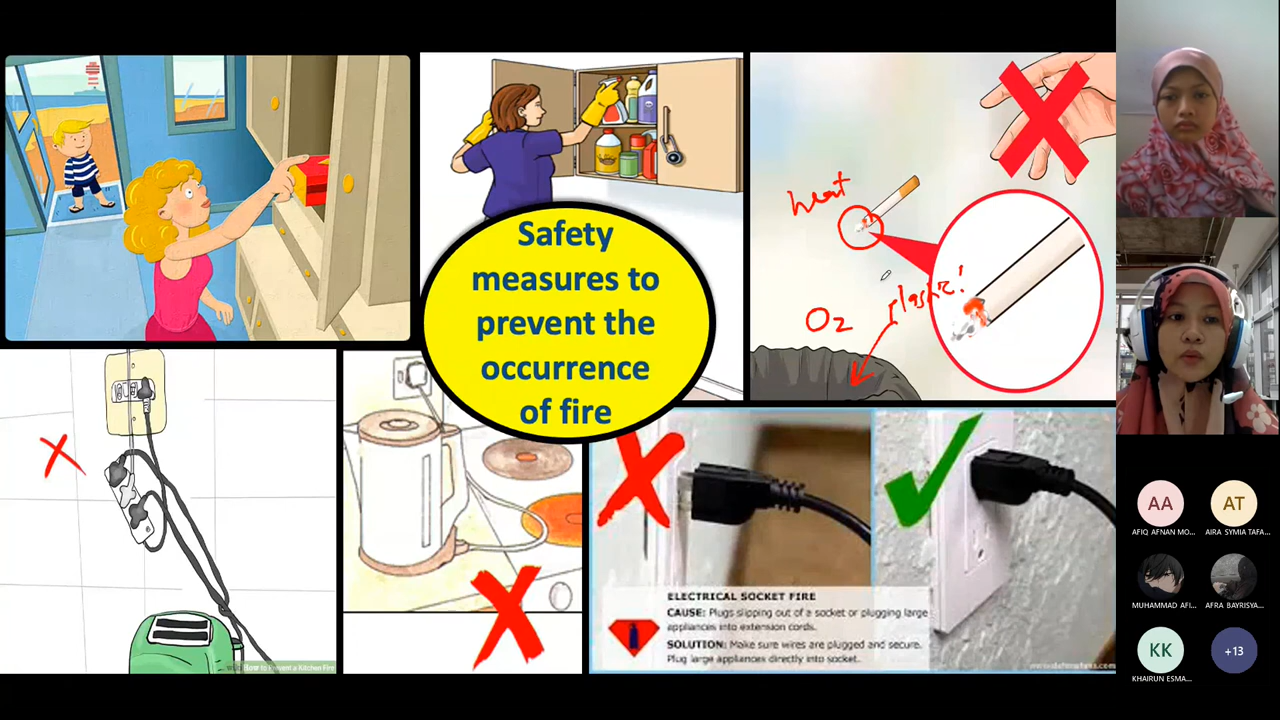 Safety
measures to
prevent the
occurrence
of fire
heat
O2
plastic!
ELECTRICAL SOCKET FIRE
CAUSE: Plugs slipping out of a socket or plugging large
appliances into extension cords.
SOLUTION: Make sure wires are plugged and secure.
Plug large appliances directly into socket.
How to Prevent a Kitchen Fire
AA
AT
AFIQ AFNAN MO...
AIRA SYMIA TAFA...
MUHAMMAD AFI...
AFRA BAYRISYA...
KK
+13
KHAIRUN ESMA...